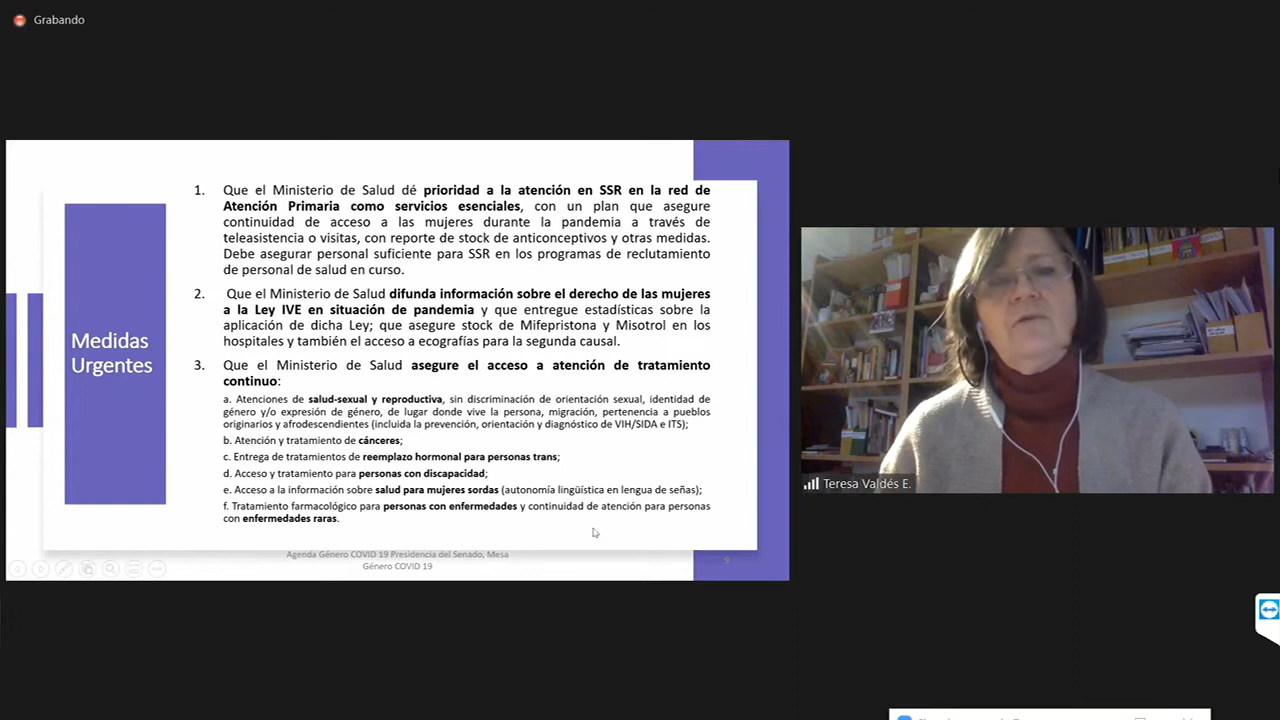 Grabando
Medidas
Urgentes
1. Que el Ministerio de Salud dé prioridad a la atención en SSR en la red de
Atención Primaria como servicios esenciales, con un plan que asegure
continuidad de acceso a las mujeres durante la pandemia a través de
teleasistencia o visitas, con reporte de stock de anticonceptivos y otras medidas.
Debe asegurar personal suficiente para SSR en los programas de reclutamiento
de personal de salud en curso.
2. Que el Ministerio de Salud difunda información sobre el derecho de las mujeres
a la Ley IVE en situación de pandemia y que entregue estadísticas sobre la
aplicación de dicha Ley; que asegure stock de Mifepristona y Misotrol en los
hospitales y también el acceso a ecografías para la segunda causal.
3. Que el Ministerio de Salud asegure el acceso a atención de tratamiento
continuo:
a. Atenciones de salud-sexual y reproductiva, sin discriminación de orientación sexual, identidad de
género y/o expresión de género, de lugar donde vive la persona, migración, pertenencia a pueblos
originarios y afrodescendientes (incluida la prevención, orientación y diagnóstico de VIH/SIDA e ITS);
b. Atención y tratamiento de cánceres;
c. Entrega de tratamientos de reemplazo hormonal para personas trans;
d. Acceso y tratamiento para personas con discapacidad;
e. Acceso a la información sobre salud para mujeres sordas (autonomía lingüística en lengua de señas);
f. Tratamiento farmacológico para personas con enfermedades y continuidad de atención para personas
con enfermedades raras.
Agenda Género COVID 19 Presidencia del Senado, Mesa
Género COVID 19
9
Teresa Valdés E.